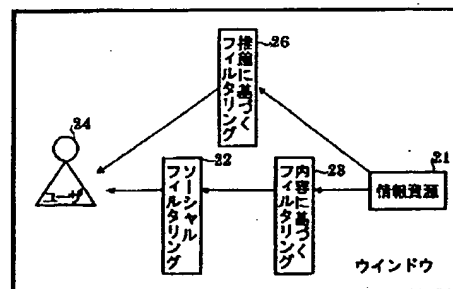 26
推薦に基づく
フィルタリング
24
ユーザ
22
ソーシャル
フィルタリング
28
内容に基づく
フィルタリング
21
情報資源
ウインドウ